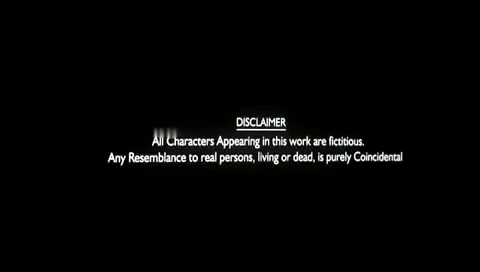 DISCLAIMER
All Characters Appearing in this work are fictitious.
Any Resemblance to real persons, living or dead, is purely Coincidental